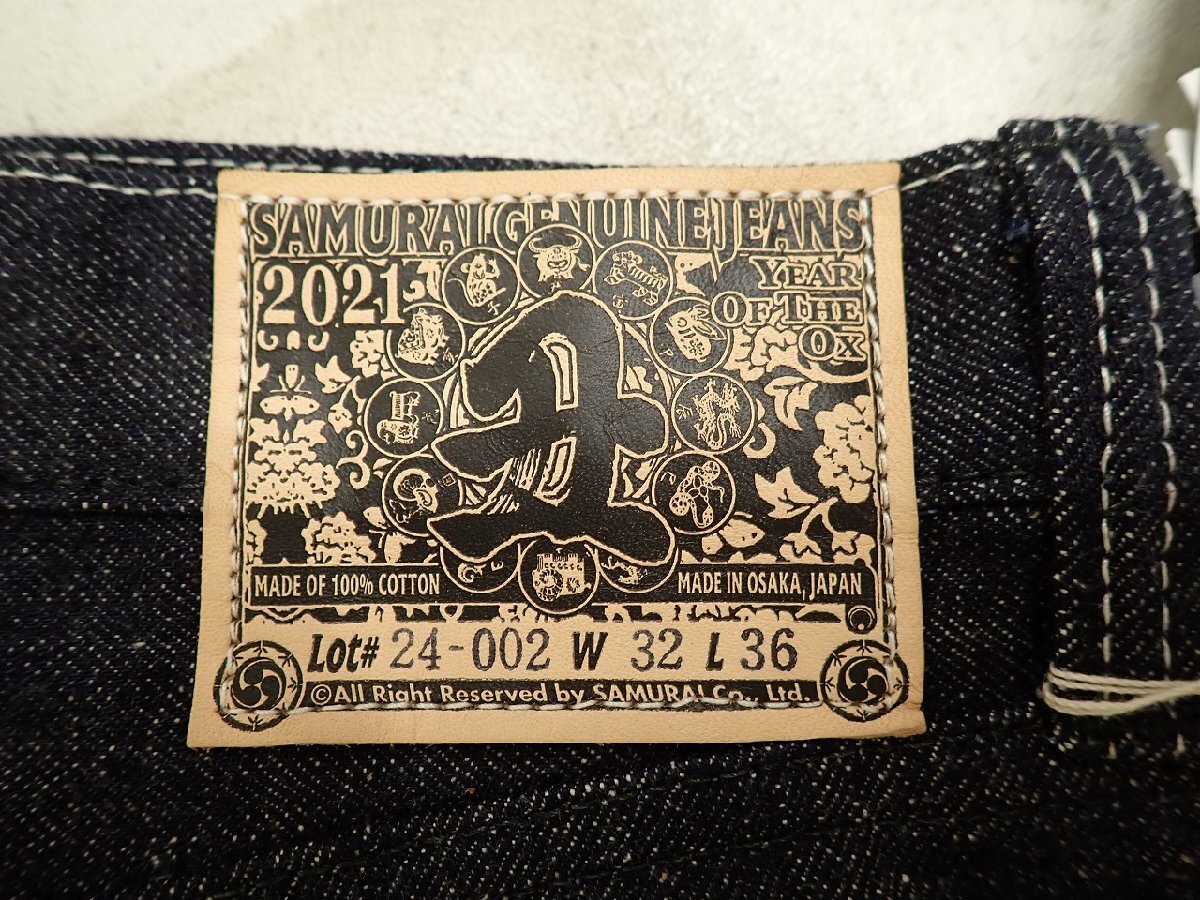 SAMURAI GENUINE JEANS
2021
YEAR
OF THE
OX
丑
MADE OF 100% COTTON
MADE IN OSAKA, JAPAN
Lot# 24-002 W 32 L 36
©All Right Reserved by SAMURAI Co., Ltd.